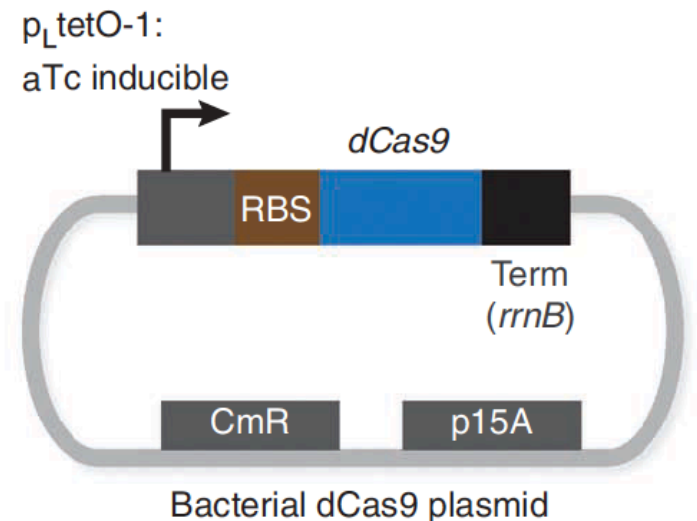 pLtetO-1:
aTc inducible
dCas9
RBS
Term
(rrnB)
CmR
p15A
Bacterial dCas9 plasmid